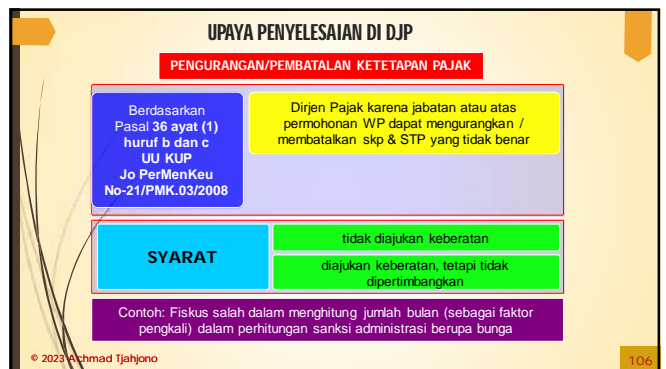 UPAYA PENYELESAIAN DI DJP
PENGURANGAN/PEMBATALAN KETETAPAN PAJAK
Berdasarkan
Pasal 36 ayat (1)
huruf b dan c
UU KUP
Jo PerMenKeu
No-21/PMK.03/2008
Dirjen Pajak karena jabatan atau atas
permohonan WP dapat mengurangkan /
membatalkan skp & STP yang tidak benar
SYARAT
tidak diajukan keberatan
diajukan keberatan, tetapi tidak
dipertimbangkan
Contoh: Fiskus salah dalam menghitung jumlah bulan (sebagai faktor
pengkali) dalam perhitungan sanksi administrasi berupa bunga
© 2023 Achmad Tjahjono
106